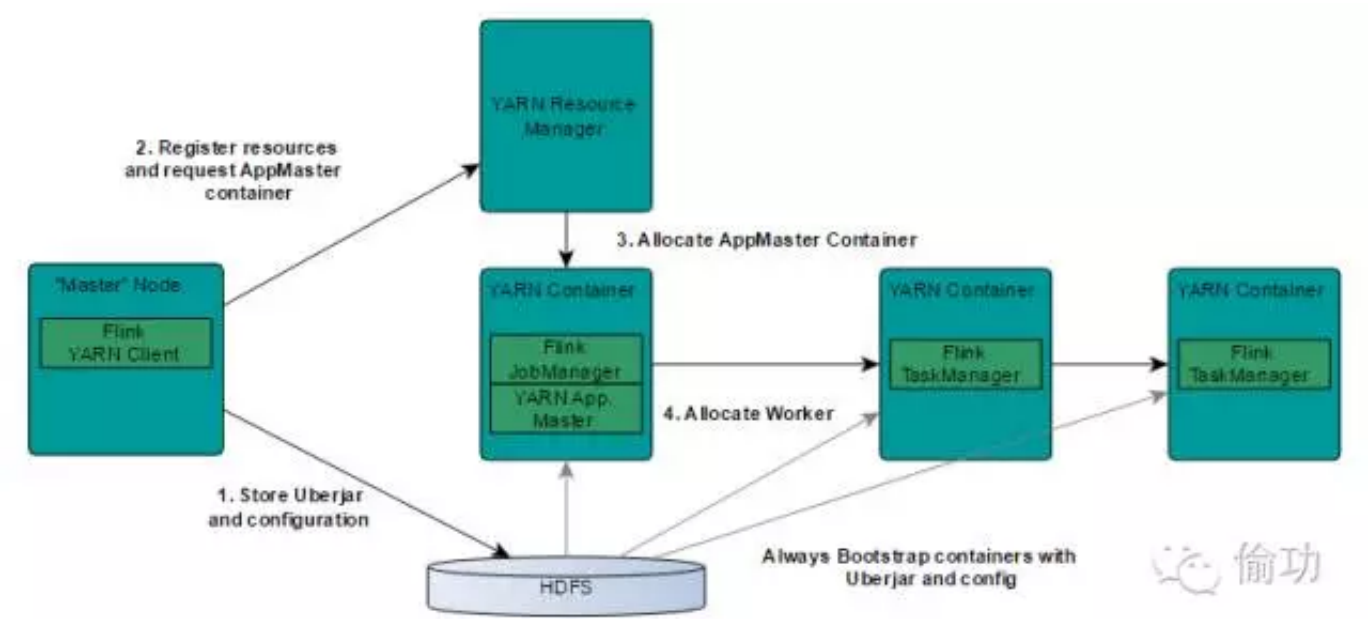 YARN Resource
Manager
2. Register resources
and request AppMaster
container
3. Allocate AppMaster Container
"Master" Node
Flink
YARN Client
YARN Container
Flink
JobManager
YARN App.
Master
YARN Container
Flink
TaskManager
YARN Container
Flink
TaskManager
4. Allocate Worker
1. Store Uberjar
and configuration
Always Bootstrap containers with
Uberjar and config
HDFS
偷功